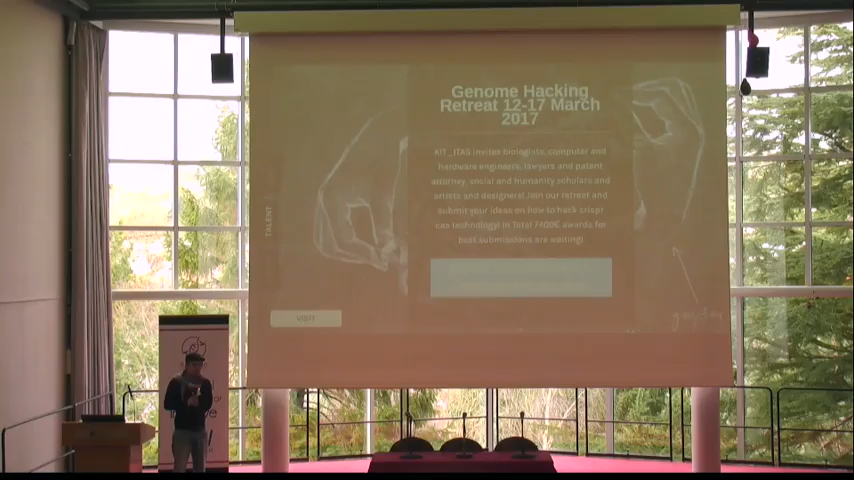 Genome Hacking
Retreat 12-17 March
2017
KIT_ITAS invites biologists, computer and
hardware engineers, lawyers and patent
attorney, social and humanity scholars and
artists and designers! Join our retreat and
submit your ideas on how to hack crispr
cas technology! In Total 7400€ awards for
best submissions are waiting!
TALENT
VISIT